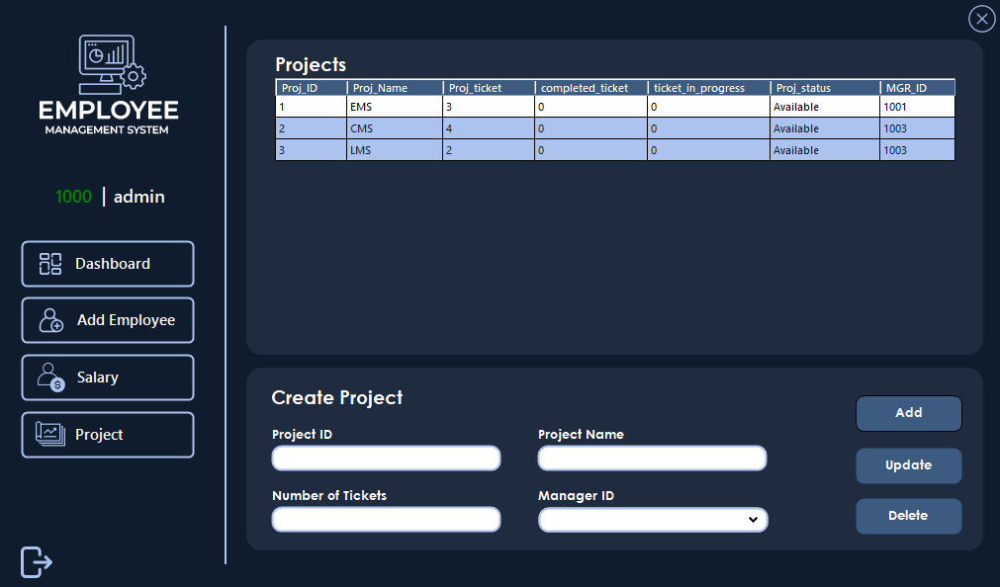 EMPLOYEE
MANAGEMENT SYSTEM
1000 | admin
Dashboard
Add Employee
Salary
Project
Projects
Proj_ID Proj_Name Proj_ticket completed_ticket ticket_in_progress Proj_status MGR_ID
1 EMS 3 0 0 Available 1001
2 CMS 4 0 0 Available 1003
3 LMS 2 0 0 Available 1003
Create Project
Project ID Project Name
Number of Tickets Manager ID
Add
Update
Delete